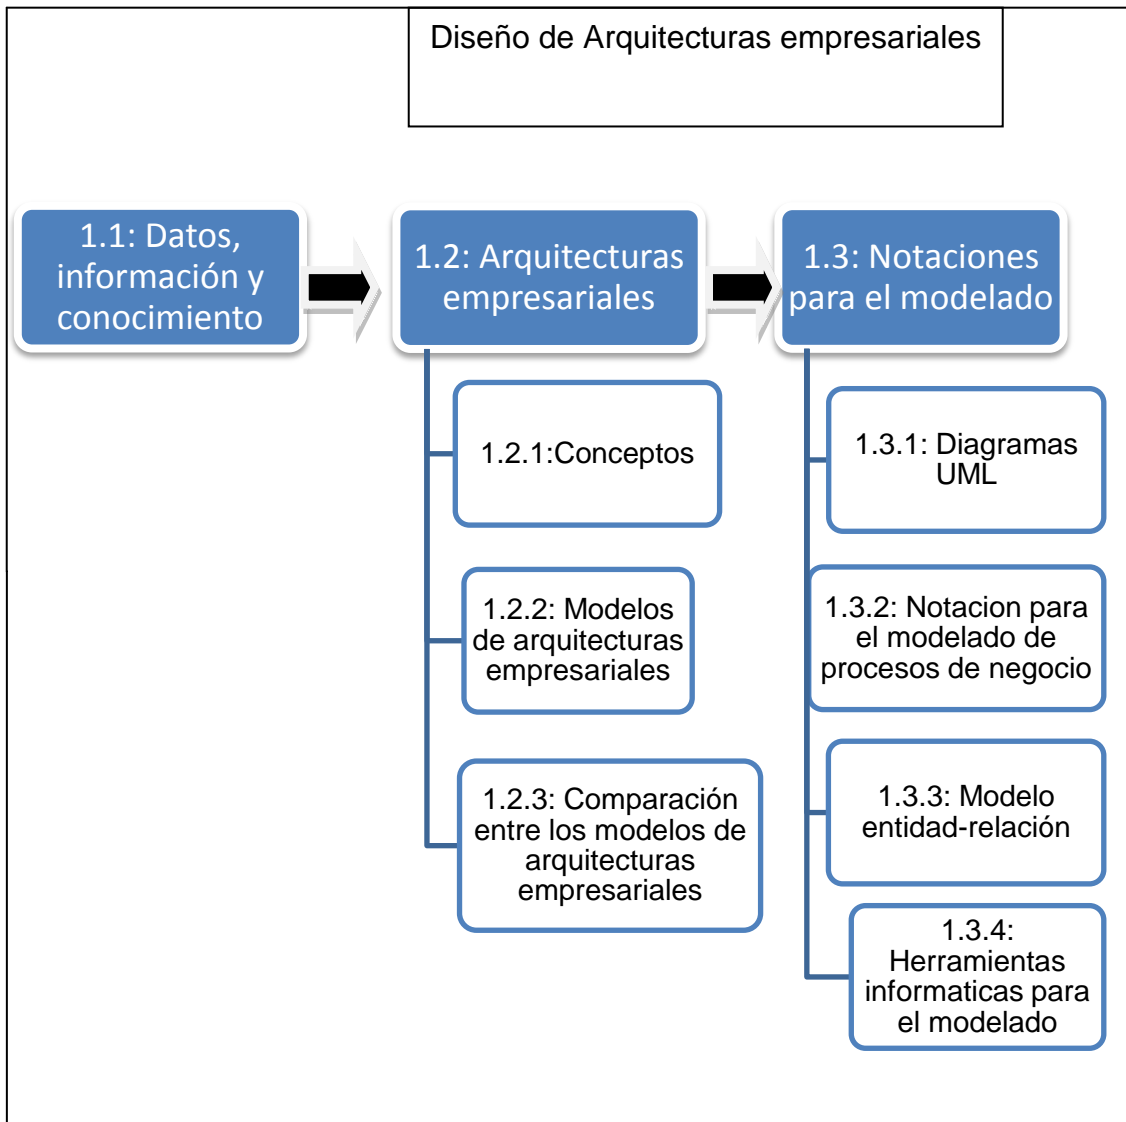 Diseño de Arquitecturas empresariales
1.1: Datos,
información y
conocimiento
1.2: Arquitecturas
empresariales
1.2.1:Conceptos
1.2.2: Modelos
de arquitecturas
empresariales
1.2.3: Comparación
entre los modelos de
arquitecturas
empresariales
1.3: Notaciones
para el modelado
1.3.1: Diagramas
UML
1.3.2: Notacion para
el modelado de
procesos de negocio
1.3.3: Modelo
entidad-relación
1.3.4:
Herramientas
informaticas para
el modelado